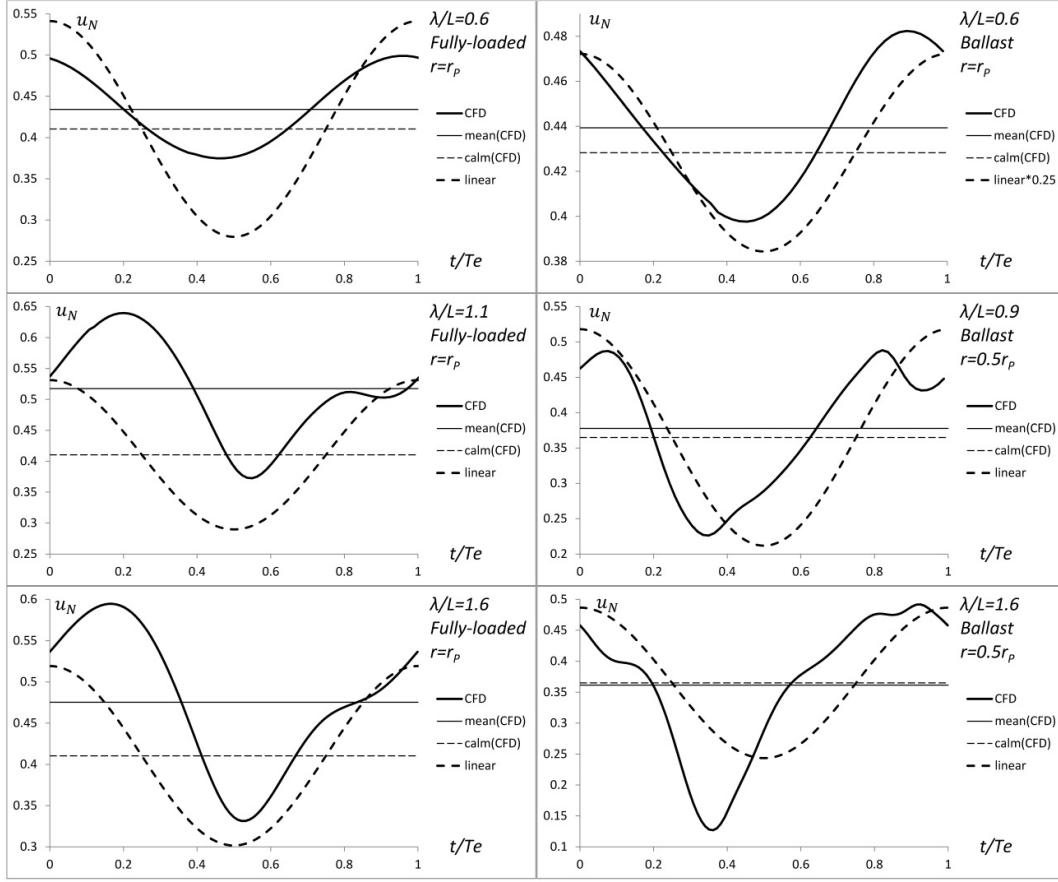 u_N
λ/L=0.6
Fully-loaded
r=r_P
0.55
0.5
0.45
0.4
0.35
0.3
0.25
0
0.2
0.4
0.6
0.8
1
t/Te
CFD
mean(CFD)
calm(CFD)
linear
u_N
λ/L=0.6
Ballast
r=r_P
0.48
0.46
0.44
0.42
0.4
0.38
0
0.2
0.4
0.6
0.8
1
t/Te
CFD
mean(CFD)
calm(CFD)
linear*0.25
u_N
λ/L=1.1
Fully-loaded
r=r_P
0.65
0.6
0.55
0.5
0.45
0.4
0.35
0.3
0.25
0
0.2
0.4
0.6
0.8
1
t/Te
CFD
mean(CFD)
calm(CFD)
linear
u_N
λ/L=0.9
Ballast
r=0.5r_P
0.55
0.5
0.45
0.4
0.35
0.3
0.25
0.2
0
0.2
0.4
0.6
0.8
1
t/Te
CFD
mean(CFD)
calm(CFD)
linear
u_N
λ/L=1.6
Fully-loaded
r=r_P
0.6
0.55
0.5
0.45
0.4
0.35
0.3
0
0.2
0.4
0.6
0.8
1
t/Te
CFD
mean(CFD)
calm(CFD)
linear
u_N
λ/L=1.6
Ballast
r=0.5r_P
0.5
0.45
0.4
0.35
0.3
0.25
0.2
0.15
0.1
0
0.2
0.4
0.6
0.8
1
t/Te
CFD
mean(CFD)
calm(CFD)
linear